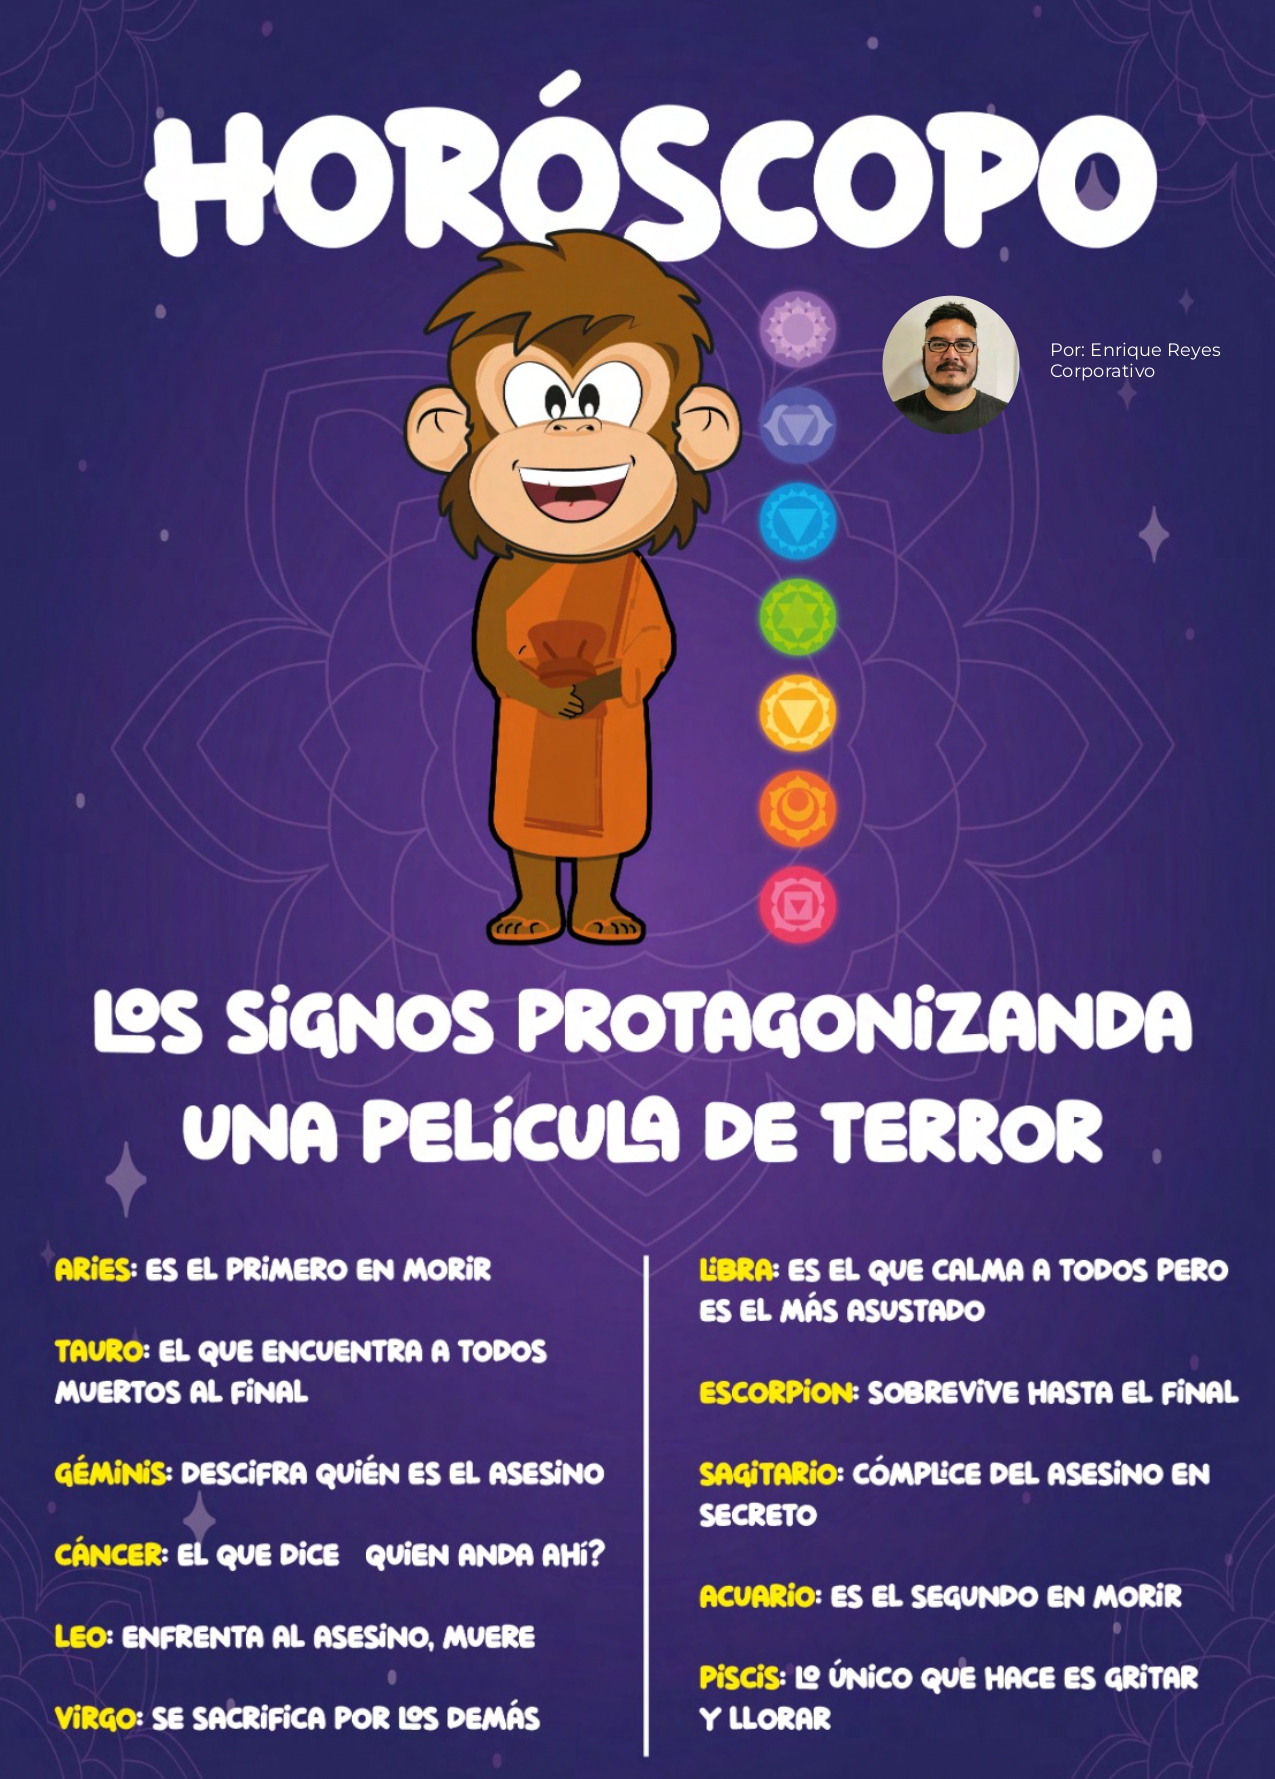 HORÓSCOPO
Por: Enrique Reyes
Corporativo
LOS SiGNOS PROTAGONiZANDA
UNA PELíCULA DE TERROR
ARiES: ES EL PRiMERO EN MORiR
TAURO: EL QUE ENCUENTRA A TODOS
MUERTOS AL FiNAL
GÉMiNiS: DESCiFRA QUiÉN ES EL ASESiNO
CÁNCER: EL QUE DiCE QUiEN ANDA AHí?
LEO: ENFRENTA AL ASESiNO, MUERE
ViRGO: SE SACRiFiCA POR LOS DEMÁS
LiBRA: ES EL QUE CALMA A TODOS PERO
ES EL MÁS ASUSTADO
ESCORPiON: SOBREViVE HASTA EL FiNAL
SAGiTARiO: CÓMPLiCE DEL ASESiNO EN
SECRETO
ACUARiO: ES EL SEGUNDO EN MORiR
PiSCiS: LO ÚNiCO QUE HACE ES GRiTAR
Y LLORAR